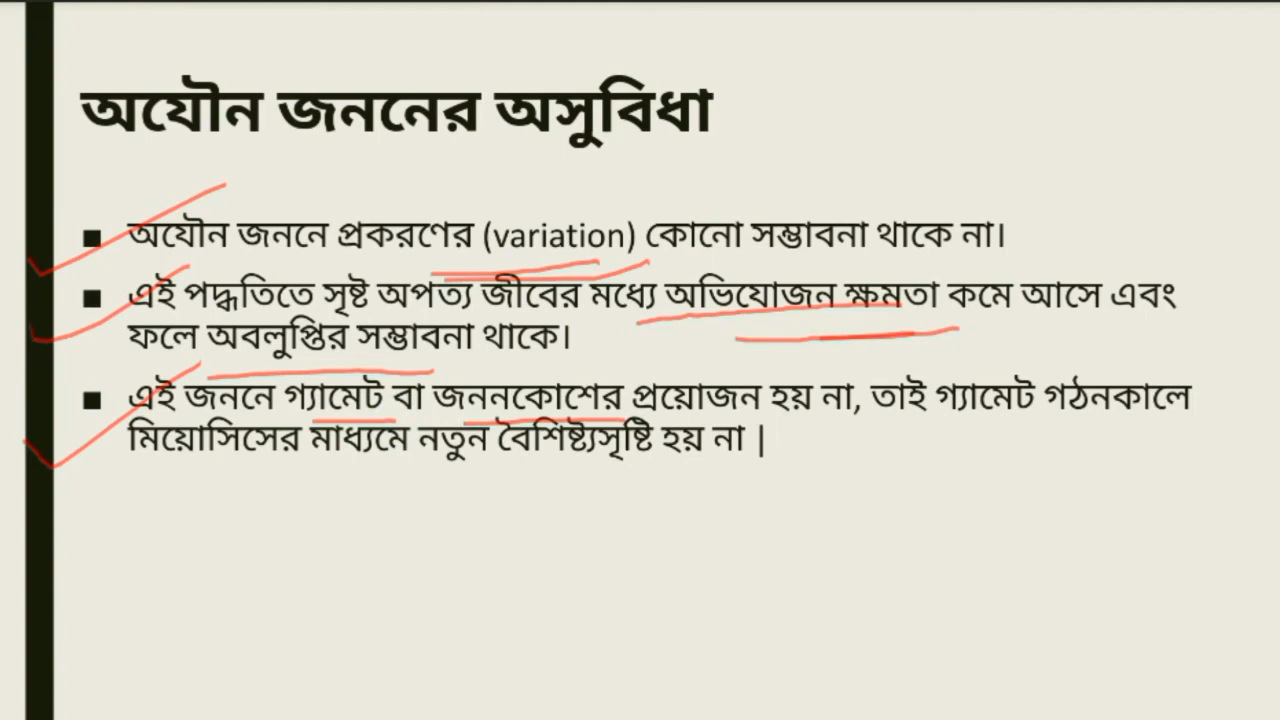 অযৌন জননের অসুবিধা
■ অযৌন জননে প্রকরণের (variation) কোনো সম্ভাবনা থাকে না।
■ এই পদ্ধতিতে সৃষ্ট অপত্য জীবের মধ্যে অভিযোজন ক্ষমতা কমে আসে এবং
ফলে অবলুপ্তির সম্ভাবনা থাকে।
■ এই জননে গ্যামেট বা জননকোশের প্রয়োজন হয় না, তাই গ্যামেট গঠনকালে
মিয়োসিসের মাধ্যমে নতুন বৈশিষ্ট্যসৃষ্টি হয় না |